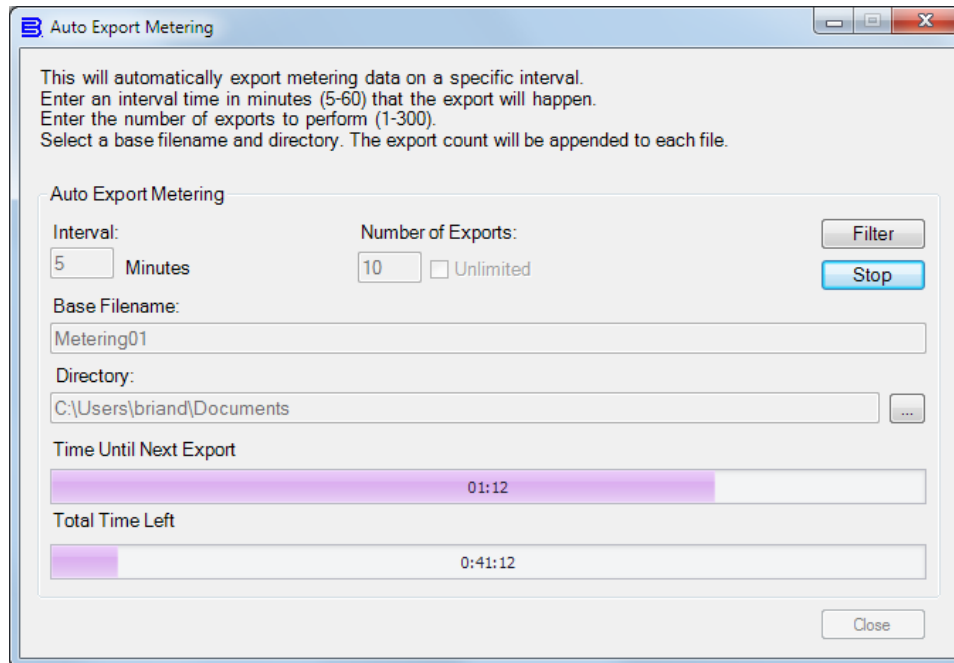 Auto Export Metering
This will automatically export metering data on a specific interval.
Enter an interval time in minutes (5-60) that the export will happen.
Enter the number of exports to perform (1-300).
Select a base filename and directory. The export count will be appended to each file.
Auto Export Metering
Interval: Number of Exports: Filter
5 Minutes 10 Unlimited
Stop
Base Filename:
Metering01
Directory:
C:\Users\briand\Documents ...
Time Until Next Export
01:12
Total Time Left
0:41:12
Close